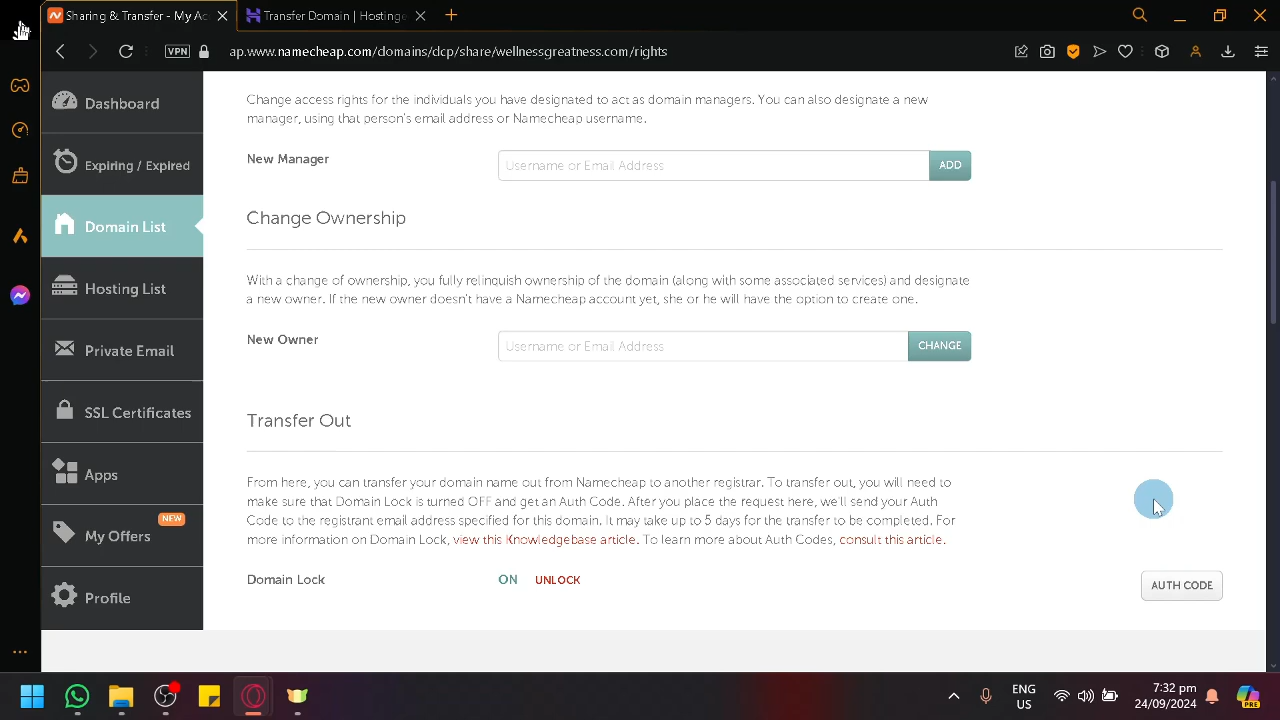 Sharing & Transfer - My Ac
Transfer Domain | Hosting
VPN
ap.www.namecheap.com/domains/dcp/share/wellnessgreatness.com/rights
Dashboard
Expiring / Expired
Domain List
Hosting List
Private Email
SSL Certificates
Apps
NEW
My Offers
Profile
Change access rights for the individuals you have designated to act as domain managers. You can also designate a new
manager, using that person's email address or Namecheap username.
New Manager
Username or Email Address
ADD
Change Ownership
With a change of ownership, you fully relinquish ownership of the domain (along with some associated services) and designate
a new owner. If the new owner doesn't have a Namecheap account yet, she or he will have the option to create one.
New Owner
Username or Email Address
CHANGE
Transfer Out
From here, you can transfer your domain name out from Namecheap to another registrar. To transfer out, you will need to
make sure that Domain Lock is turned OFF and get an Auth Code. After you place the request here, we'll send your Auth
Code to the registrant email address specified for this domain. It may take up to 5 days for the transfer to be completed. For
more information on Domain Lock, view this Knowledgebase article. To learn more about Auth Codes, consult this article.
Domain Lock
ON UNLOCK
AUTH CODE
ENG
US
7:32 pm
24/09/2024
PRE